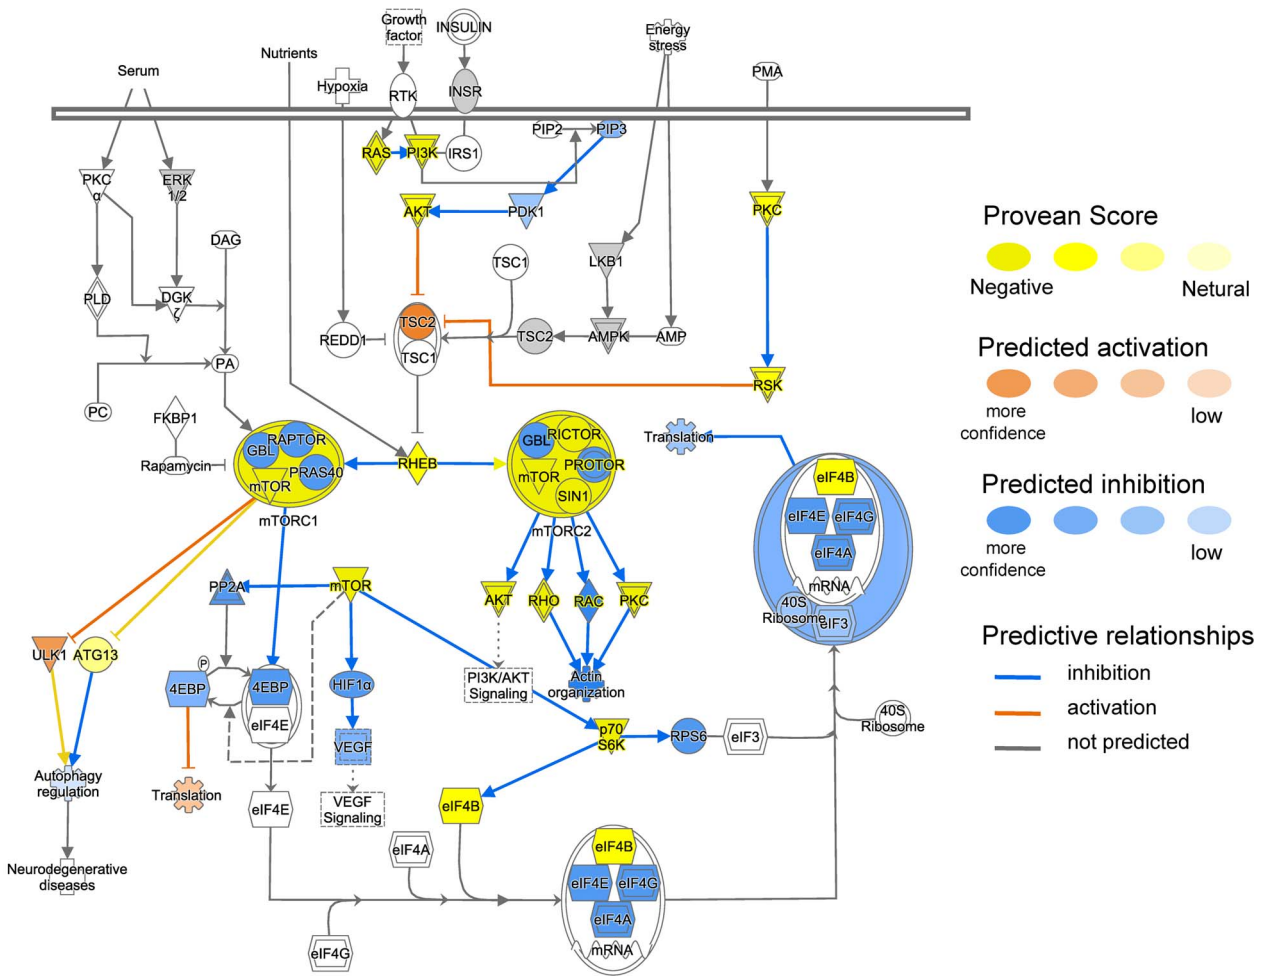 Growth
factor
INSULIN
Energy
stress
Nutrients
Serum
Hypoxia
PMA
RTK
INSR
PIP2
PIP3
RAS
PI3K
IRS1
PKC
α
ERK
1/2
AKT
PDK1
PKC
DAG
TSC1
LKB1
PLD
DGK
ζ
TSC2
REDD1
TSC1
TSC2
AMPK
AMP
PA
RSK
PC
FKBP1
Rapamycin
GBL
RAPTOR
mTOR
PRAS40
mTORC1
RHEB
GBL
RICTOR
PROTOR
mTOR
SIN1
mTORC2
Translation
eIF4B
eIF4E
eIF4G
eIF4A
mRNA
40S
Ribosome
eIF3
PP2A
mTOR
AKT
RHO
RAC
PKC
ULK1
ATG13
P
4EBP
4EBP
eIF4E
HIF1α
PI3K/AKT
Signaling
Actin
organization
VEGF
p70
S6K
RPS6
eIF3
40S
Ribosome
Autophagy
regulation
Translation
eIF4E
VEGF
Signaling
eIF4B
Neurodegenerative
diseases
eIF4A
eIF4G
eIF4B
eIF4E
eIF4G
eIF4A
mRNA
Provean Score
Negative
Netural
Predicted activation
more
confidence
low
Predicted inhibition
more
confidence
low
Predictive relationships
inhibition
activation
not predicted